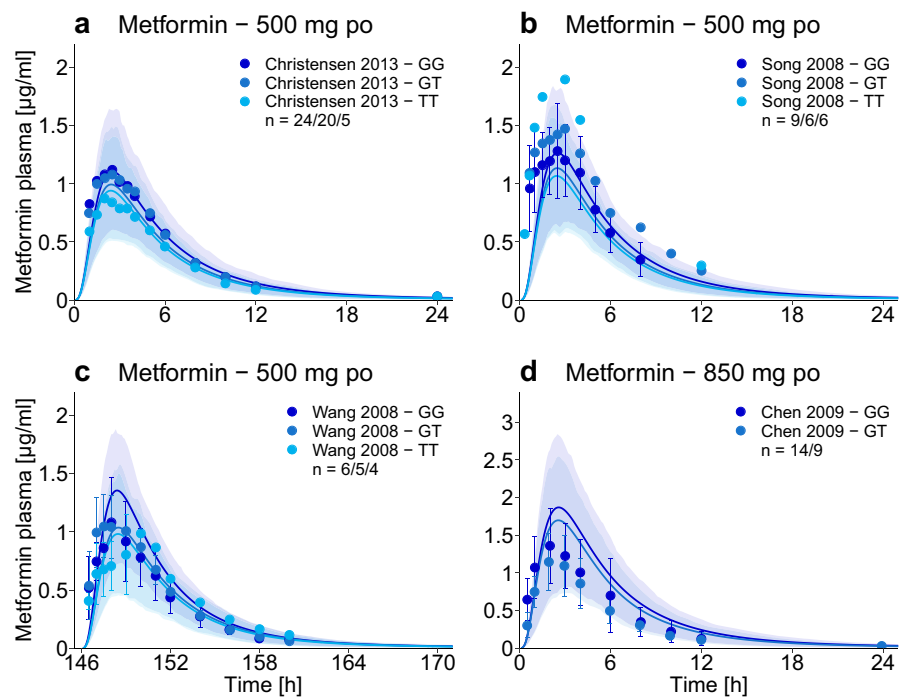 a Metformin − 500 mg po
Metformin plasma [µg/ml]
2
1.5
1
0.5
0
0 6 12 18 24
Christensen 2013 − GG
Christensen 2013 − GT
Christensen 2013 − TT
n = 24/20/5
b Metformin − 500 mg po
2
1.5
1
0.5
0
0 6 12 18 24
Song 2008 − GG
Song 2008 − GT
Song 2008 − TT
n = 9/6/6
c Metformin − 500 mg po
Metformin plasma [µg/ml]
2
1.5
1
0.5
0
146 152 158 164 170
Time [h]
Wang 2008 − GG
Wang 2008 − GT
Wang 2008 − TT
n = 6/5/4
d Metformin − 850 mg po
3
2.5
2
1.5
1
0.5
0
0 6 12 18 24
Time [h]
Chen 2009 − GG
Chen 2009 − GT
n = 14/9